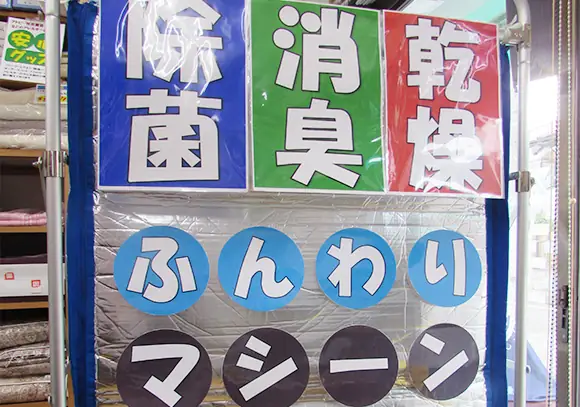 除菌
消臭
乾燥
ふんわり
マシーン